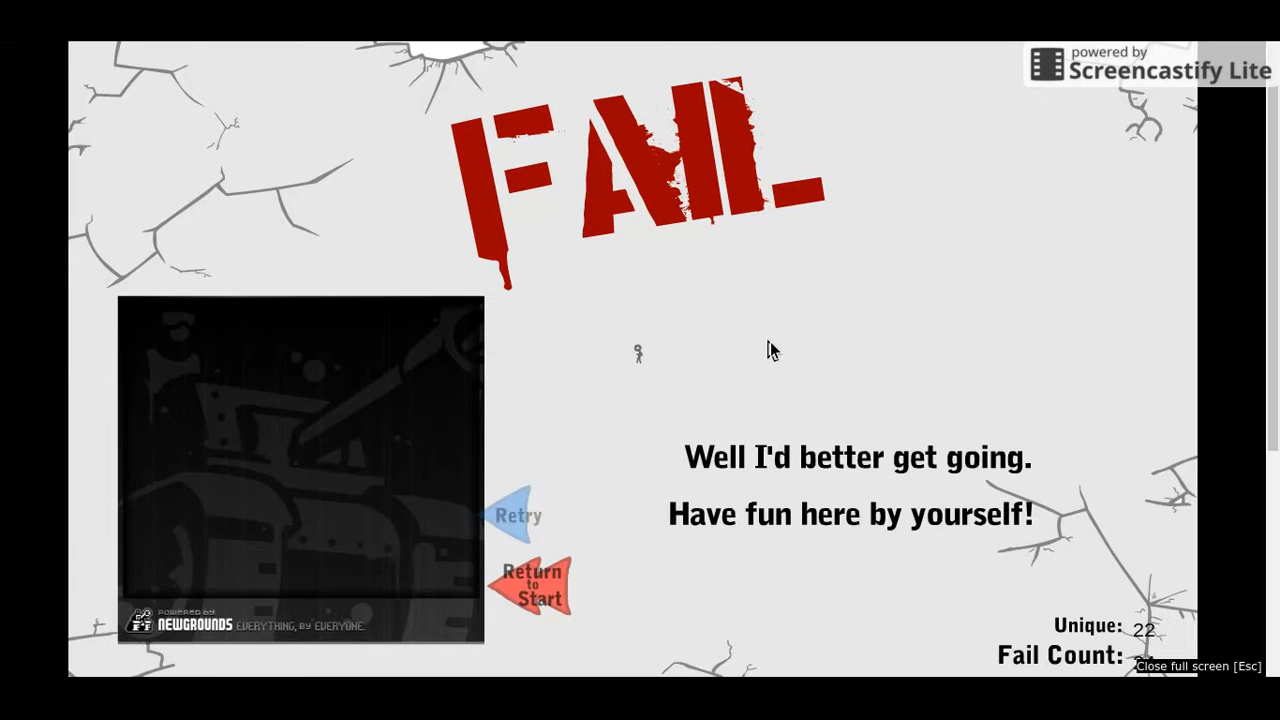 powered by
Screencastify Lite
FAIL
Well I'd better get going.
Have fun here by yourself!
Retry
Return
to
Start
POWERED BY
NEWGROUNDS EVERYTHING, BY EVERYONE.
Unique: 22
Fail Count:
Close full screen [Esc]